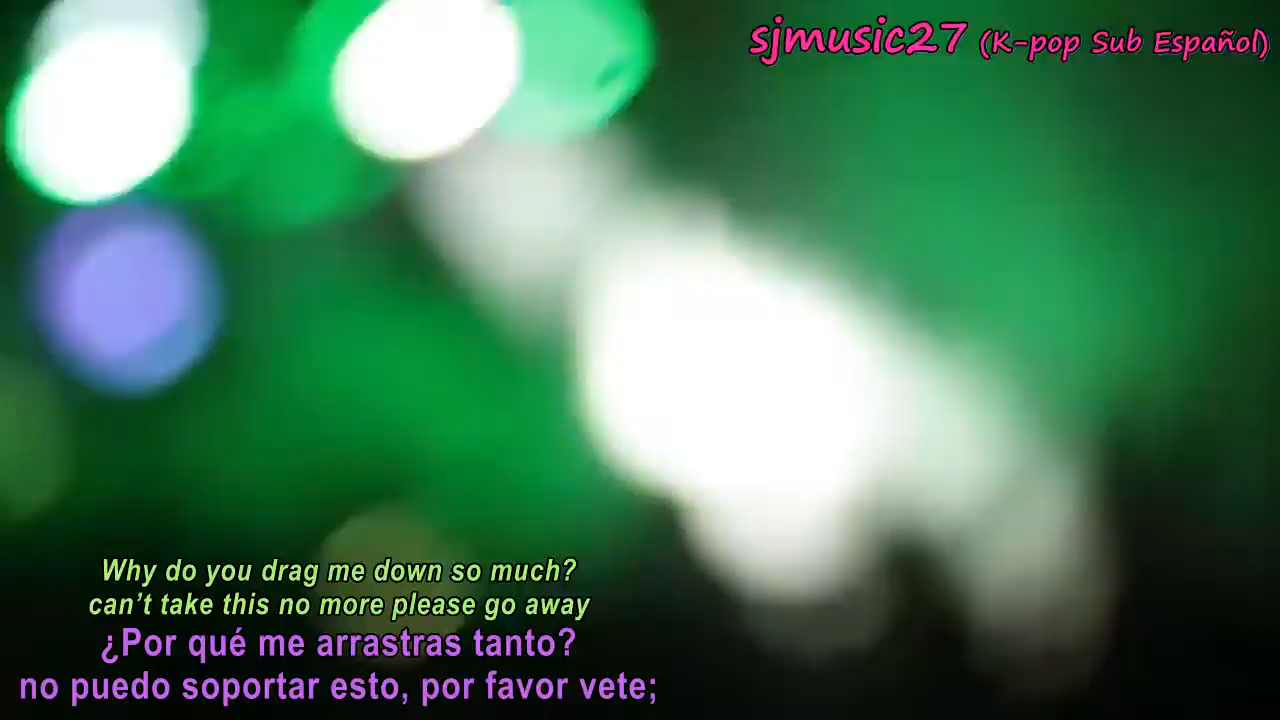 sjmusic27 (K-pop Sub Español)
Why do you drag me down so much?
can’t take this no more please go away
¿Por qué me arrastras tanto?
no puedo soportar esto, por favor vete;